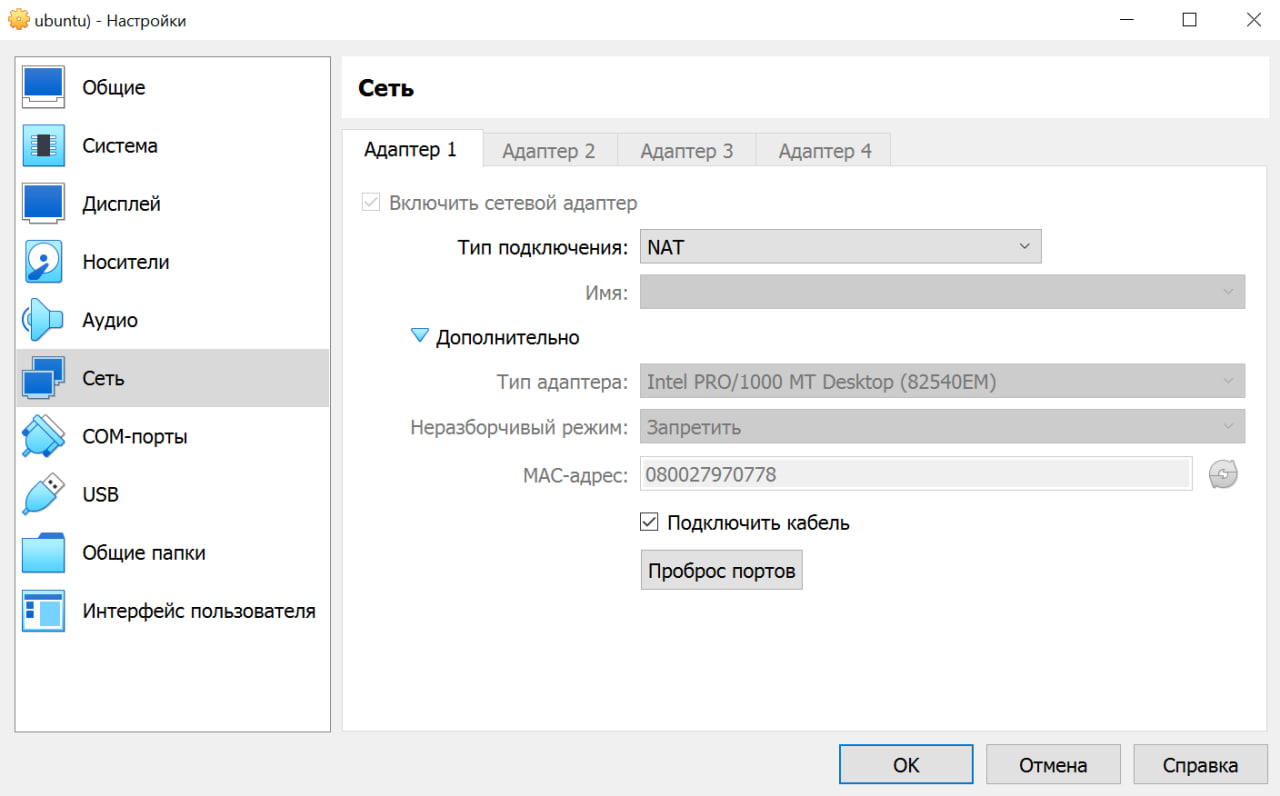 ubuntu) - Настройки
Общие
Система
Дисплей
Носители
Аудио
Сеть
COM-порты
USB
Общие папки
Интерфейс пользователя
Сеть
Адаптер 1
Адаптер 2
Адаптер 3
Адаптер 4
Включить сетевой адаптер
Тип подключения: NAT
Имя:
Дополнительно
Тип адаптера: Intel PRO/1000 MT Desktop (82540EM)
Неразборчивый режим: Запретить
MAC-адрес: 080027970778
Подключить кабель
Проброс портов
OK
Отмена
Справка